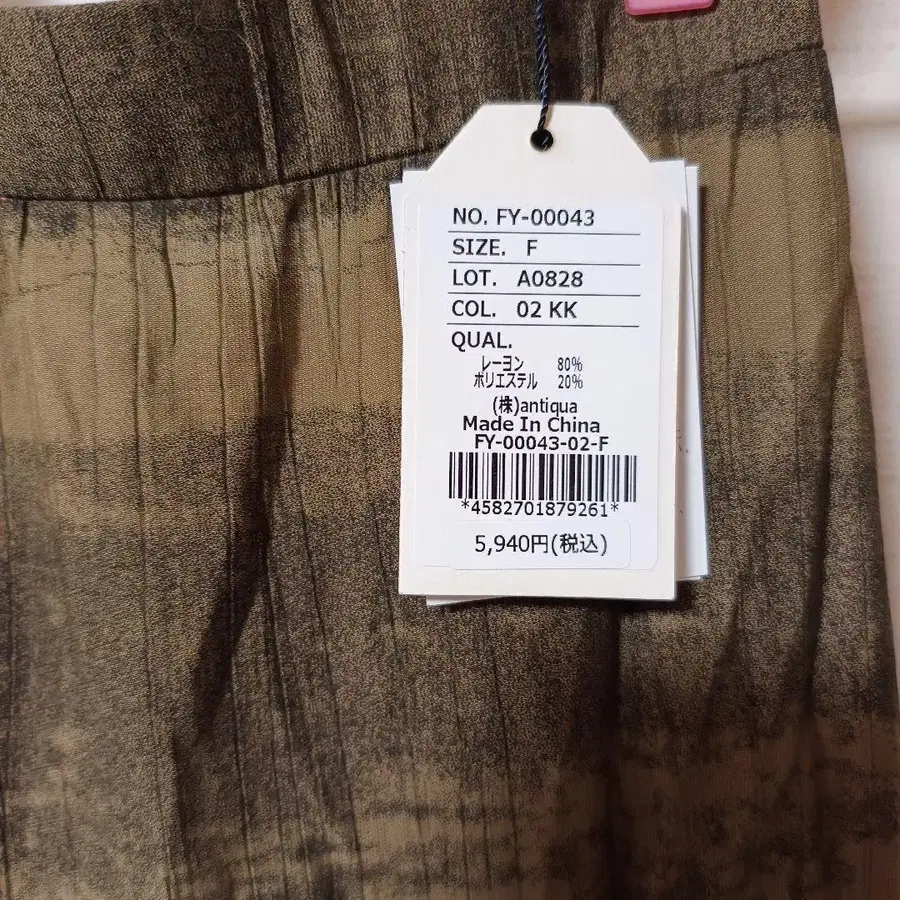 NO. FY-00043
SIZE. F
LOT. A0828
COL. 02 KK
QUAL.
レーヨン 80%
ポリエステル 20%
(株)antiqua
Made In China
FY-00043-02-F
*4582701879261*
5,940円(税込)